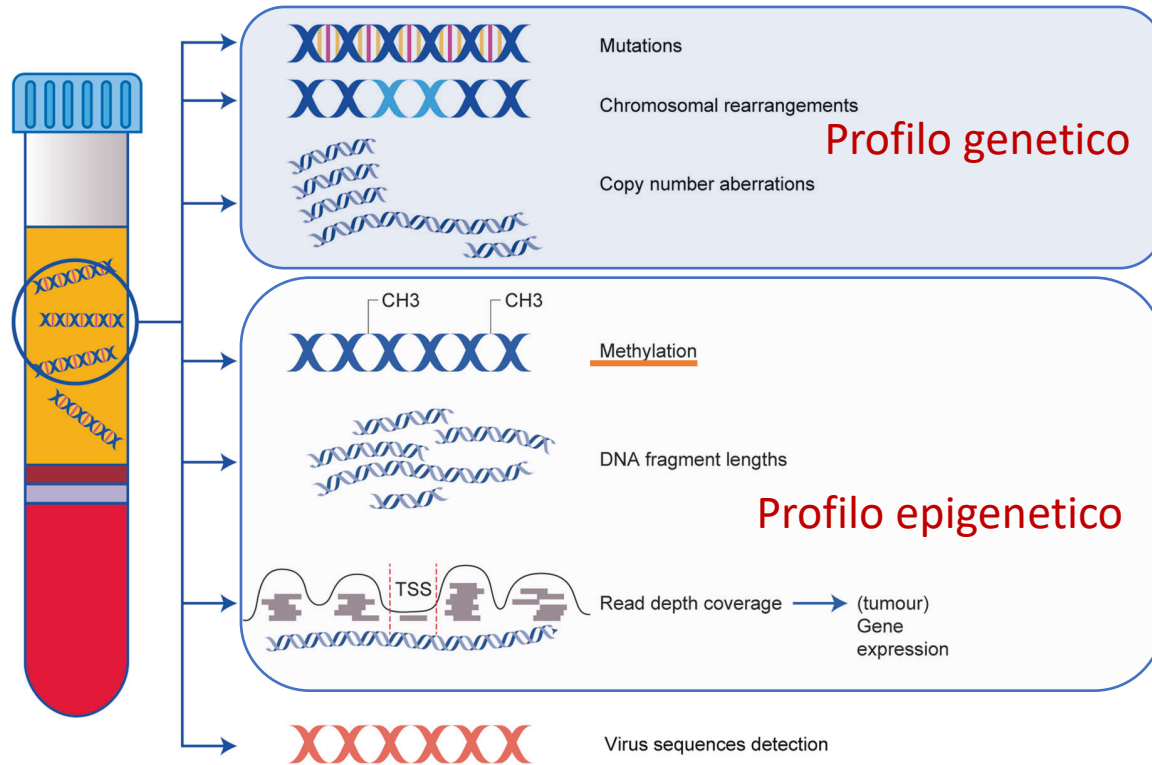 Mutations
Chromosomal rearrangements
Profilo genetico
Copy number aberrations
CH3 CH3
Methylation
DNA fragment lengths
Profilo epigenetico
TSS
Read depth coverage
(tumour)
Gene
expression
Virus sequences detection